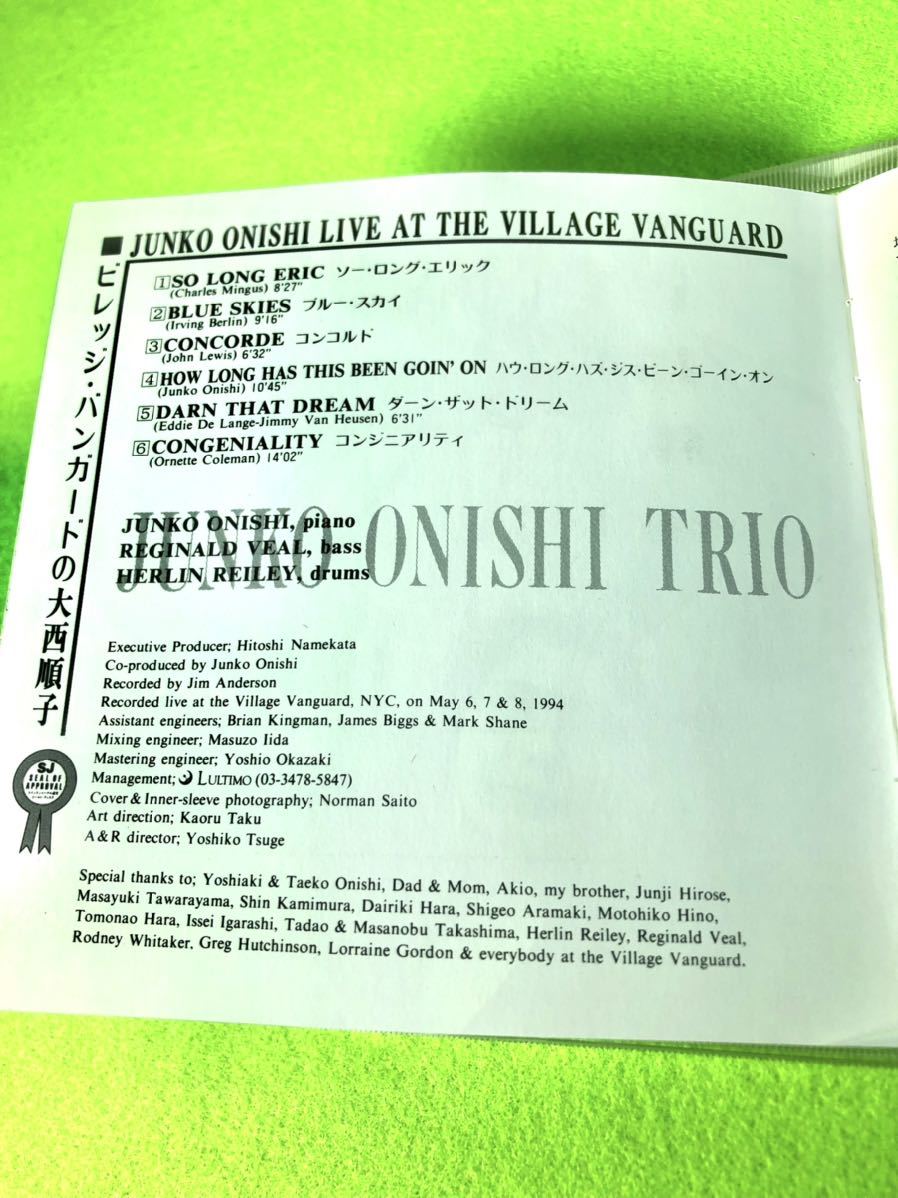 ■ JUNKO ONISHI LIVE AT THE VILLAGE VANGUARD
ビレッジ・バンガードの大西順子
1 SO LONG ERIC ソー・ロング・エリック
(Charles Mingus) 8'27"
2 BLUE SKIES ブルー・スカイ
(Irving Berlin) 9'16"
3 CONCORDE コンコルド
(John Lewis) 6'32"
4 HOW LONG HAS THIS BEEN GOIN' ON ハウ・ロング・ハズ・ジス・ビーン・ゴーイン・オン
(Junko Onishi) 10'45"
5 DARN THAT DREAM ダーン・ザット・ドリーム
(Eddie De Lange-Jimmy Van Heusen) 6'31"
6 CONGENIALITY コンジニアリティ
(Ornette Coleman) 14'02"
JUNKO ONISHI TRIO
JUNKO ONISHI, piano
REGINALD VEAL, bass
HERLIN REILEY, drums
Executive Producer; Hitoshi Namekata
Co-produced by Junko Onishi
Recorded by Jim Anderson
Recorded live at the Village Vanguard, NYC, on May 6, 7 & 8, 1994
Assistant engineers; Brian Kingman, James Biggs & Mark Shane
Mixing engineer; Masuzo Iida
Mastering engineer; Yoshio Okazaki
Management; LULTIMO (03-3478-5847)
Cover & Inner-sleeve photography; Norman Saito
Art direction; Kaoru Taku
A & R director; Yoshiko Tsuge
SJ
SEAL OF
APPROVAL
Special thanks to; Yoshiaki & Taeko Onishi, Dad & Mom, Akio, my brother, Junji Hirose,
Masayuki Tawarayama, Shin Kamimura, Dairiki Hara, Shigeo Aramaki, Motohiko Hino,
Tomonao Hara, Issei Igarashi, Tadao & Masanobu Takashima, Herlin Reiley, Reginald Veal,
Rodney Whitaker, Greg Hutchinson, Lorraine Gordon & everybody at the Village Vanguard.